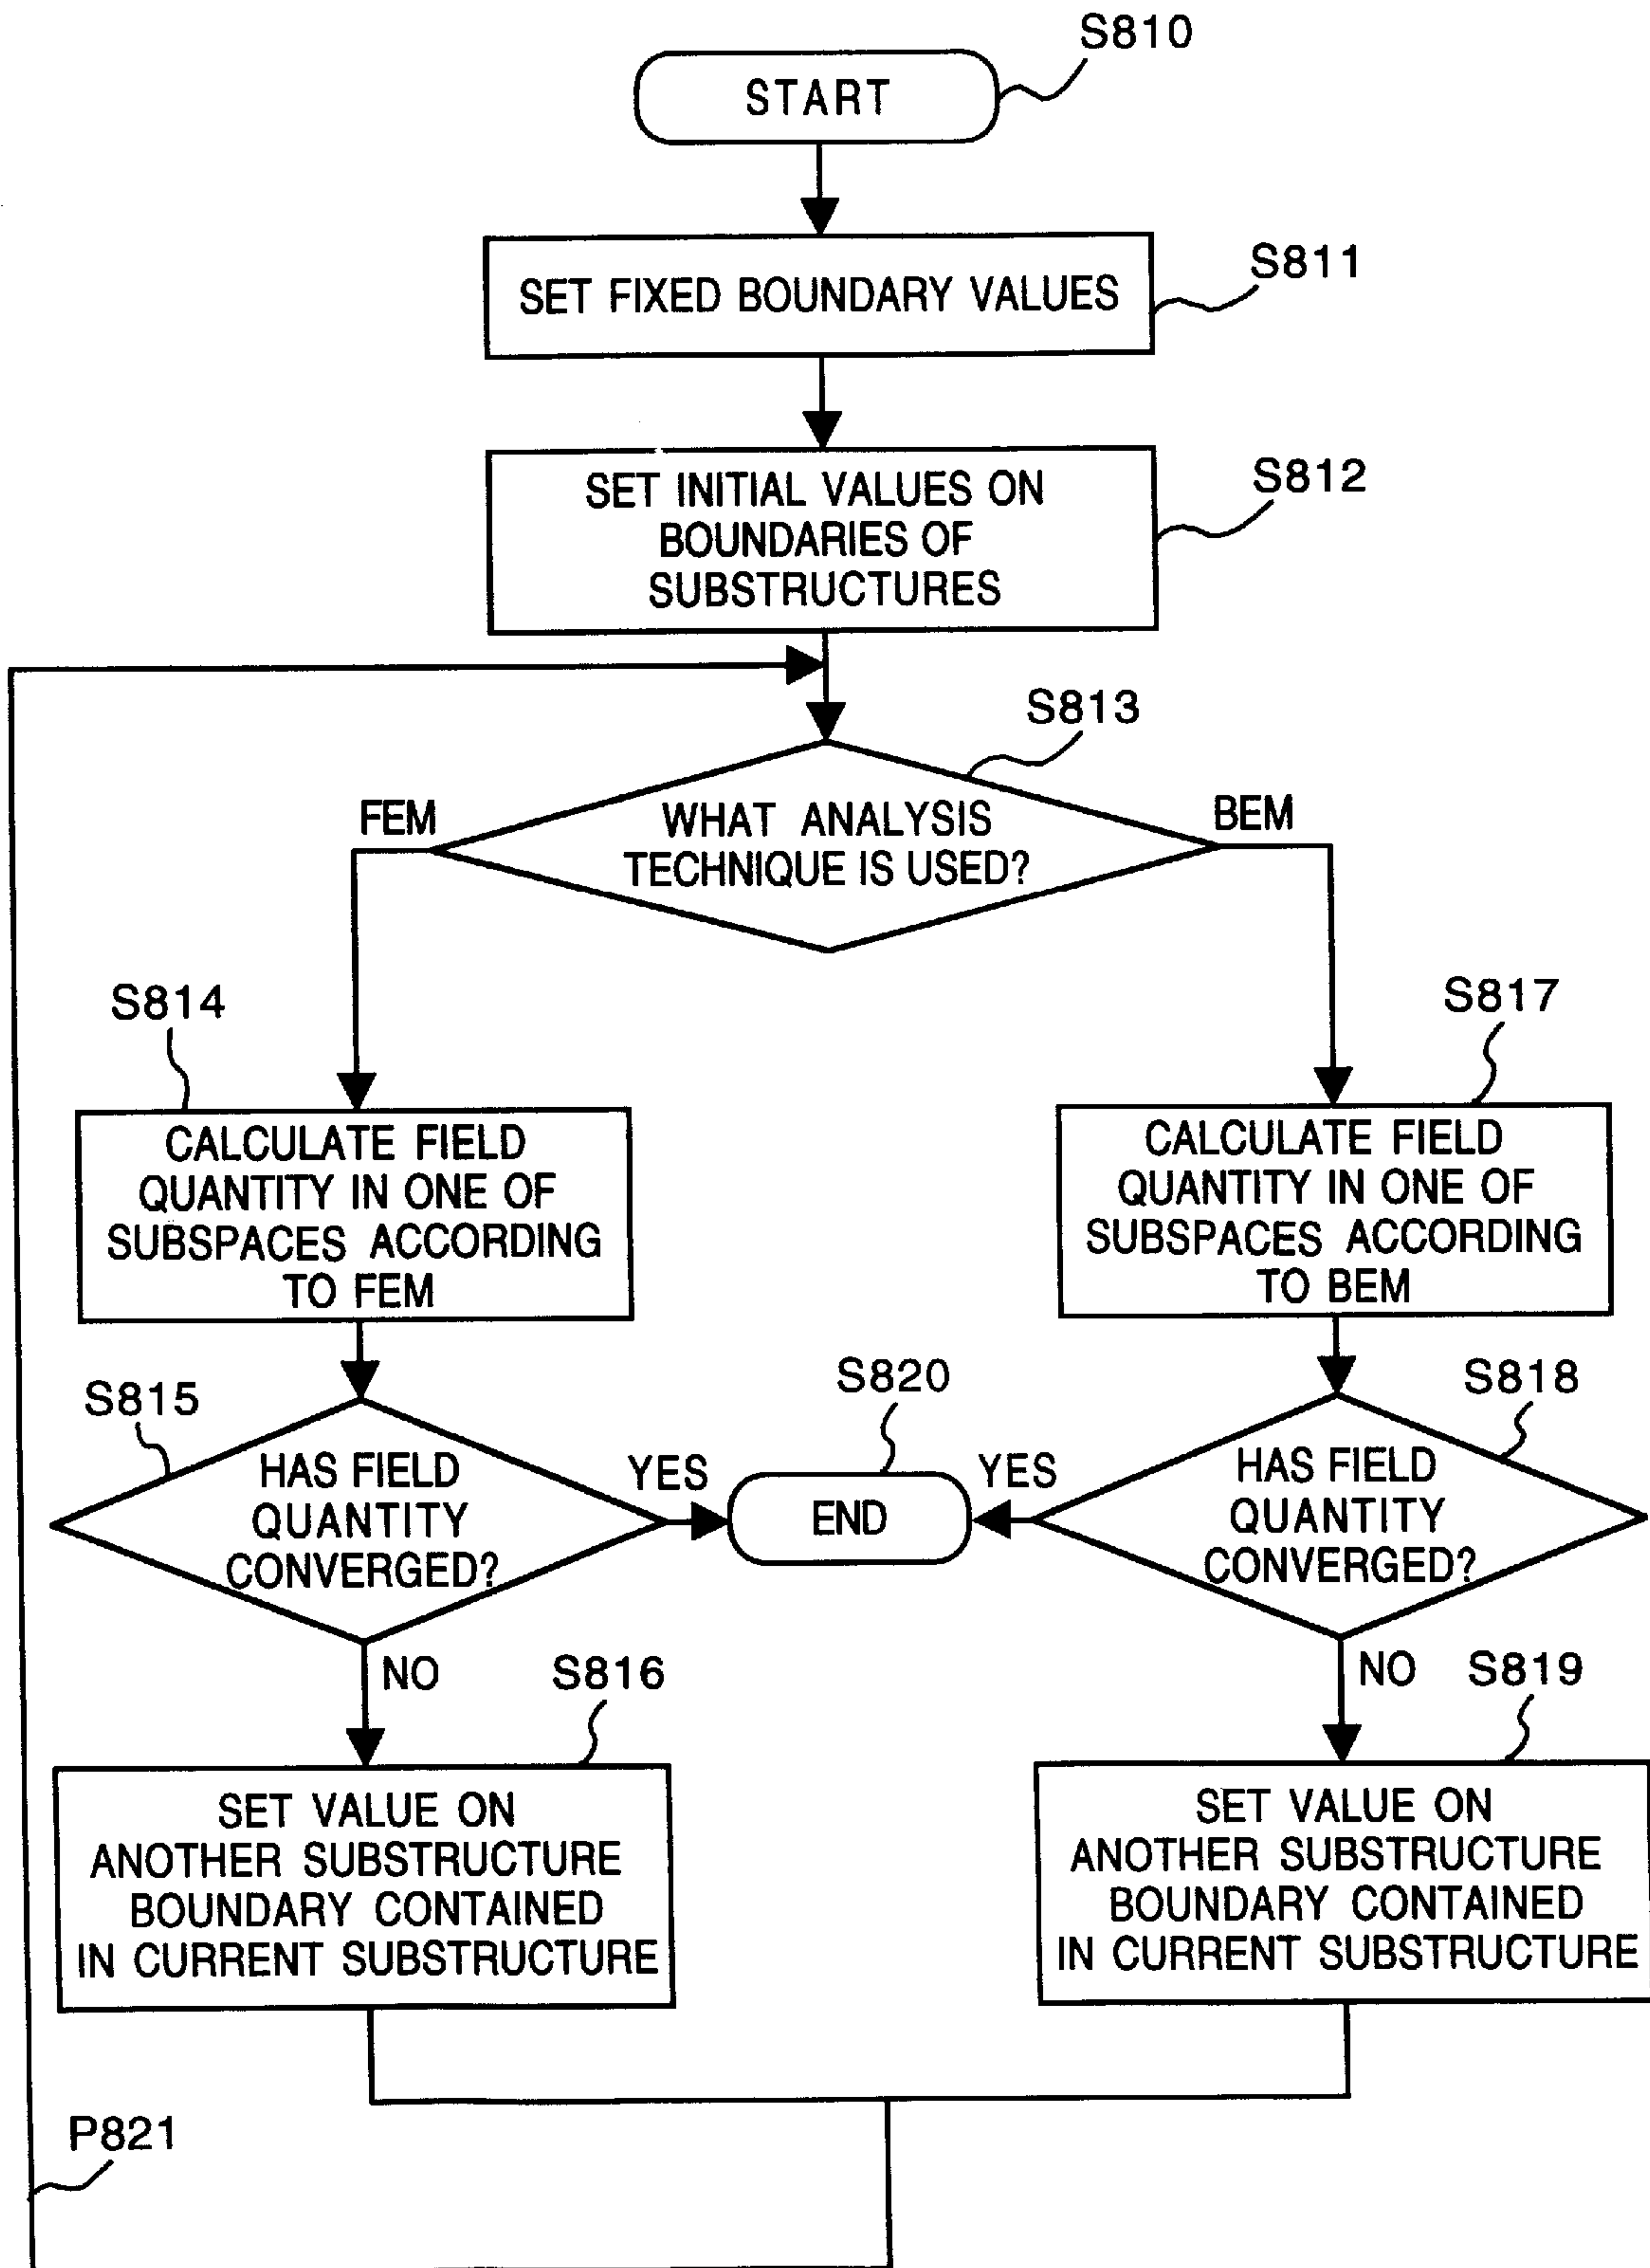 S810
START
S811
SET FIXED BOUNDARY VALUES
S812
SET INITIAL VALUES ON
BOUNDARIES OF
SUBSTRUCTURES
S813
FEM
WHAT ANALYSIS
TECHNIQUE IS USED?
BEM
S814
CALCULATE FIELD
QUANTITY IN ONE OF
SUBSPACES ACCORDING
TO FEM
S817
CALCULATE FIELD
QUANTITY IN ONE OF
SUBSPACES ACCORDING
TO BEM
S815
HAS FIELD
QUANTITY
CONVERGED?
YES
S820
END
YES
S818
HAS FIELD
QUANTITY
CONVERGED?
NO
S816
SET VALUE ON
ANOTHER SUBSTRUCTURE
BOUNDARY CONTAINED
IN CURRENT SUBSTRUCTURE
NO
S819
SET VALUE ON
ANOTHER SUBSTRUCTURE
BOUNDARY CONTAINED
IN CURRENT SUBSTRUCTURE
P821